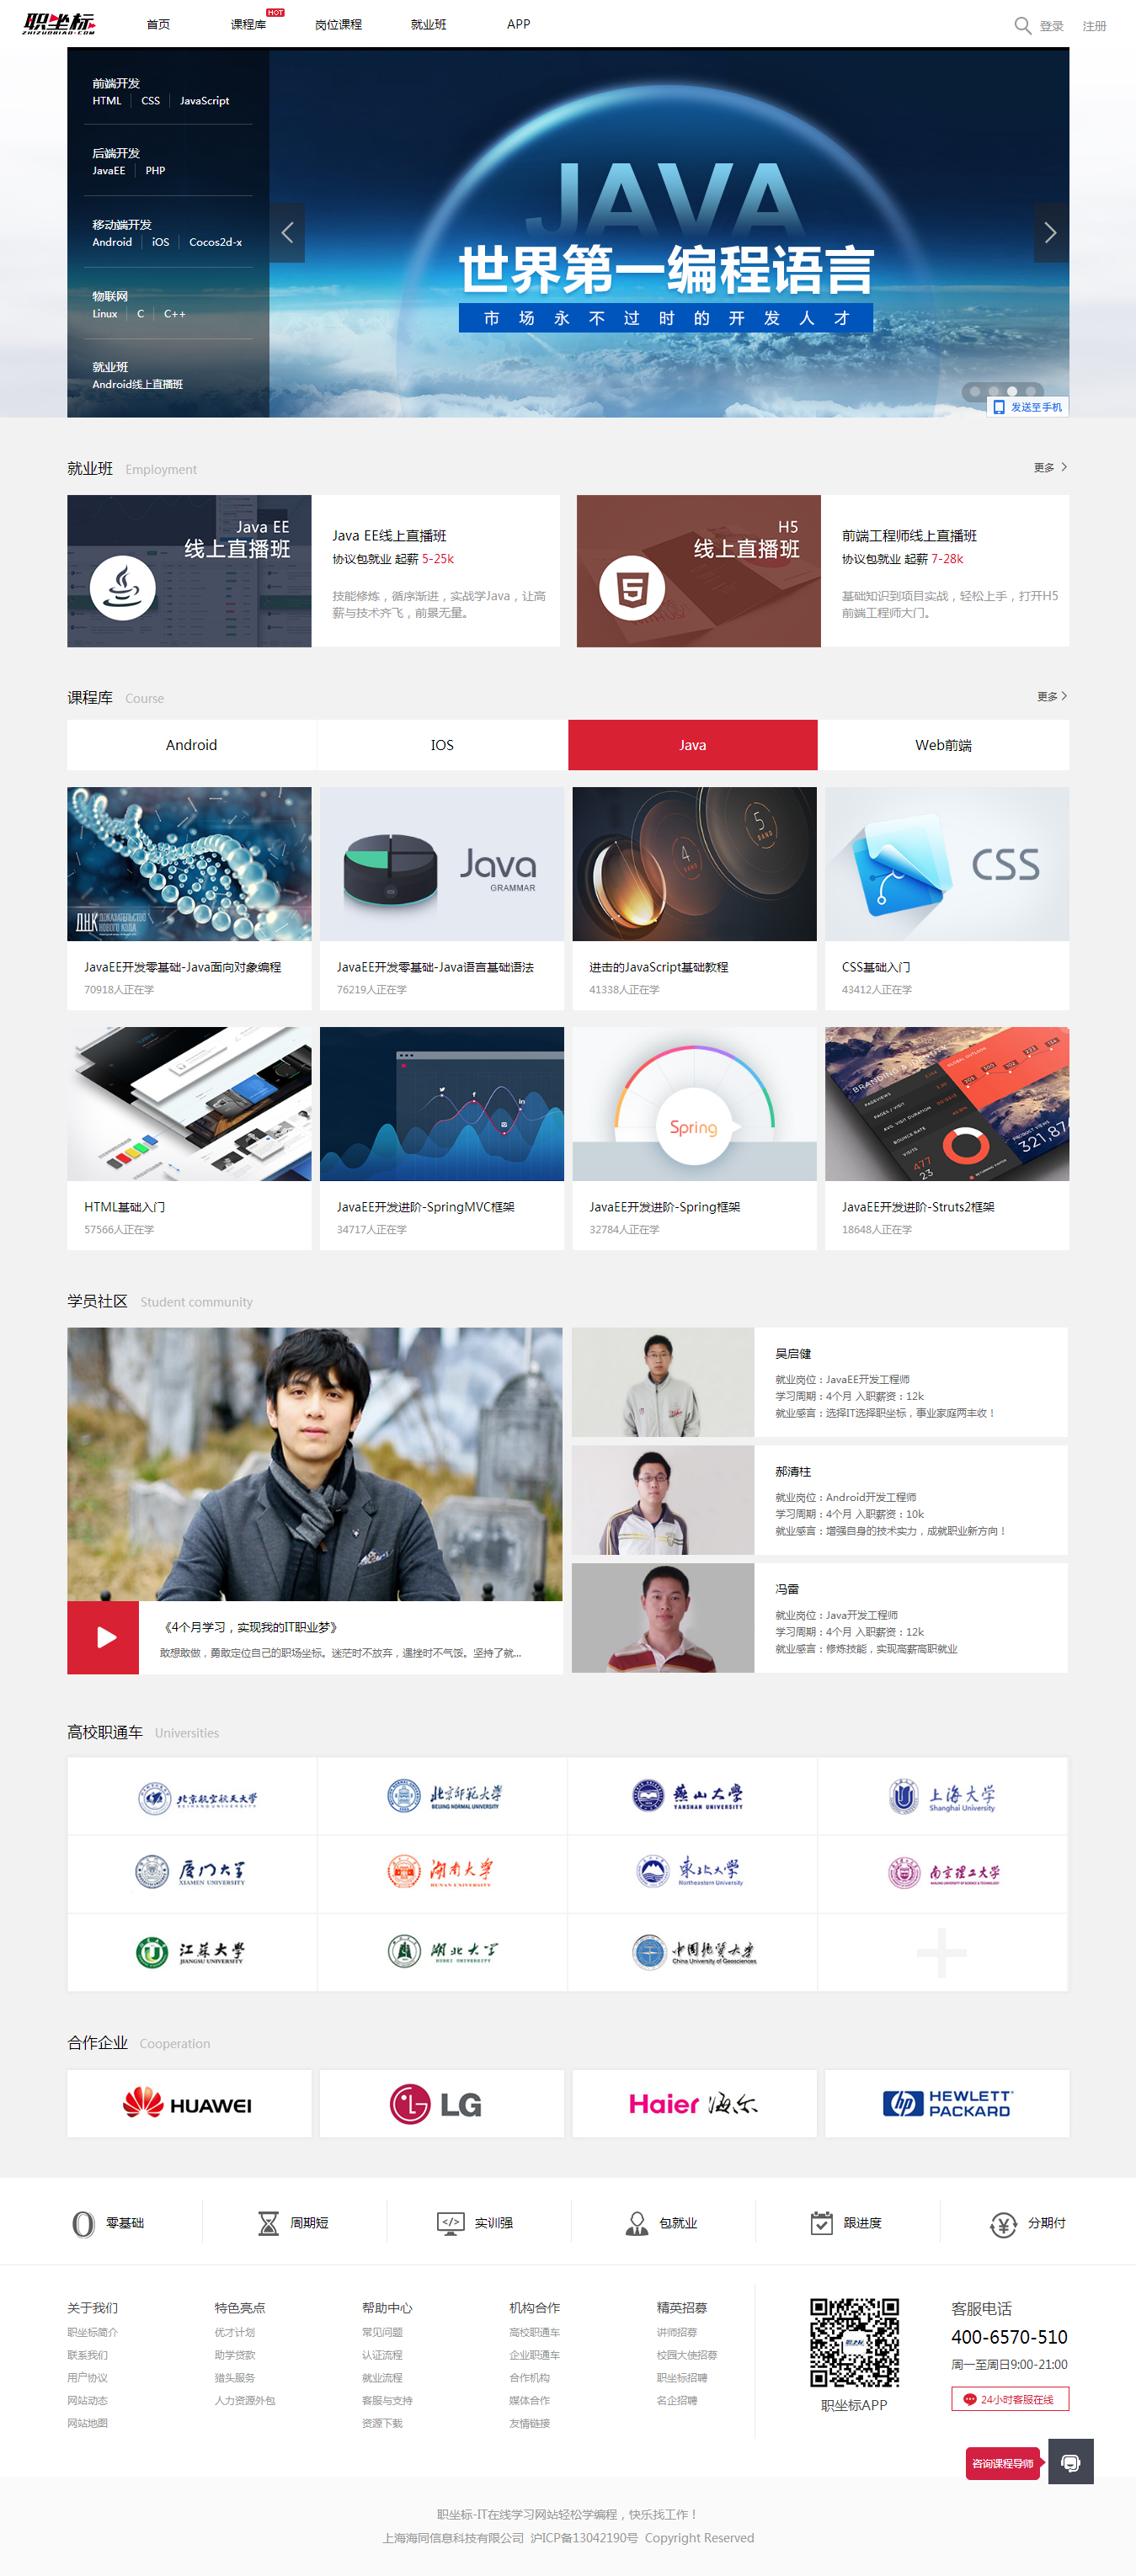 职坐标
ZHIZUOBIAO·COM
首页
课程库
HOT
岗位课程
就业班
APP
登录
注册
前端开发
HTML CSS JavaScript
后端开发
JavaEE PHP
移动端开发
Android iOS Cocos2d-x
物联网
Linux C C++
就业班
Android线上直播班
JAVA
世界第一编程语言
市场永不过时的开发人才
发送至手机
就业班 Employment
更多
Java EE
线上直播班
Java EE线上直播班
协议包就业 起薪 5-25k
技能修炼，循序渐进，实战学Java，让高
薪与技术齐飞，前景无量。
H5
线上直播班
前端工程师线上直播班
协议包就业 起薪 7-28k
基础知识到项目实战，轻松上手，打开H5
前端工程师大门。
课程库 Course
更多
Android
IOS
Java
Web前端
ДНК ДОКАЗАТЕЛЬСТВО
НОВОГО КОДА
Java
GRAMMAR
4
5
CSS
JavaEE开发零基础-Java面向对象编程
70918人正在学
JavaEE开发零基础-Java语言基础语法
76219人正在学
进击的JavaScript基础教程
41338人正在学
CSS基础入门
43412人正在学
Spring
BRANDING
GLOBAL OUTLOOK
PAGEVIEWS
PAGES / VISIT
AVG. VISIT DURATION
BOUNCE RATE
VISITS
477
23
PRODUCT VIEWS
321,87
HTML基础入门
57566人正在学
JavaEE开发进阶-SpringMVC框架
34717人正在学
JavaEE开发进阶-Spring框架
32784人正在学
JavaEE开发进阶-Struts2框架
18648人正在学
学员社区 Student community
《4个月学习，实现我的IT职业梦》
敢想敢做，勇敢定位自己的职场坐标。迷茫时不放弃，遇挫时不气馁。坚持了就...
吴启健
就业岗位：JavaEE开发工程师
学习周期：4个月 入职薪资：12k
就业感言：选择IT选择职坐标，事业家庭两丰收！
郝清柱
就业岗位：Android开发工程师
学习周期：4个月 入职薪资：10k
就业感言：增强自身的技术实力，成就职业新方向！
冯雷
就业岗位：Java开发工程师
学习周期：4个月 入职薪资：12k
就业感言：修炼技能，实现高薪高职就业
高校职通车 Universities
北京航空航天大学
BEIHANG UNIVERSITY
北京师范大学
BEIJING NORMAL UNIVERSITY
燕山大学
YANSHAN UNIVERSITY
上海大学
Shanghai University
厦门大学
XIAMEN UNIVERSITY
湖南大学
HUNAN UNIVERSITY
东北大学
Northeastern University
南京理工大学
NANJING UNIVERSITY OF SCIENCE & TECHNOLOGY
江苏大学
JIANGSU UNIVERSITY
湖北大学
HUBEI UNIVERSITY
中国地质大学
China University of Geosciences
合作企业 Cooperation
HUAWEI
LG
Haier 海尔
hp HEWLETT
PACKARD
零基础
周期短
实训强
包就业
跟进度
分期付
关于我们
职坐标简介
联系我们
用户协议
网站动态
网站地图
特色亮点
优才计划
助学贷款
猎头服务
人力资源外包
帮助中心
常见问题
认证流程
就业流程
客服与支持
资源下载
机构合作
高校职通车
企业职通车
合作机构
媒体合作
友情链接
精英招募
讲师招募
校园大使招募
职坐标招聘
名企招聘
职坐标
职坐标APP
客服电话
400-6570-510
周一至周日9:00-21:00
24小时客服在线
咨询课程导师
职坐标-IT在线学习网站轻松学编程，快乐找工作！
上海海同信息科技有限公司 沪ICP备13042190号 Copyright Reserved